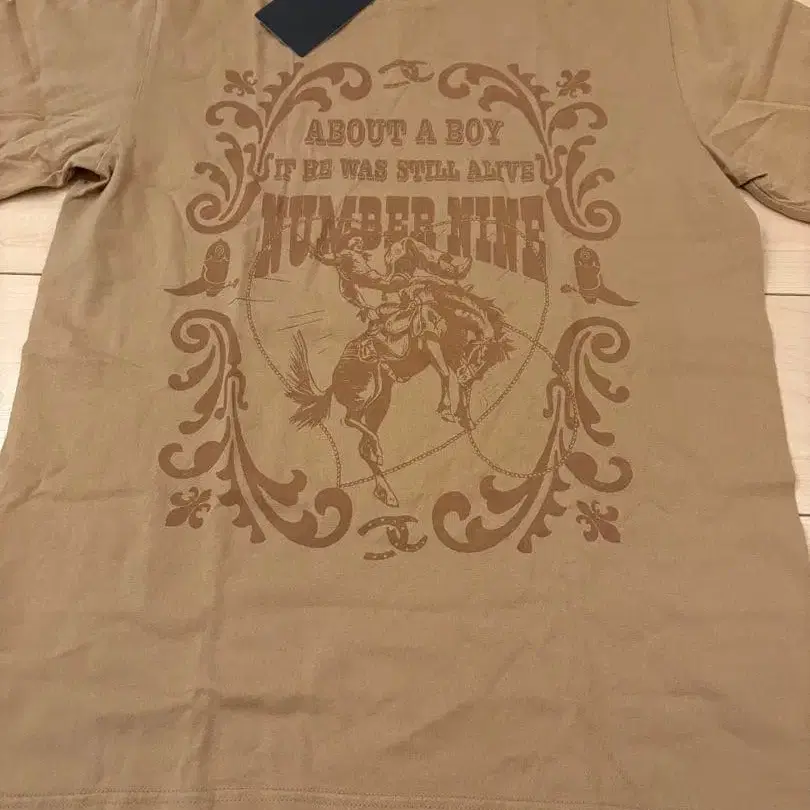 ABOUT A BOY
IF HE WAS STILL ALIVE
NUMBER NINE